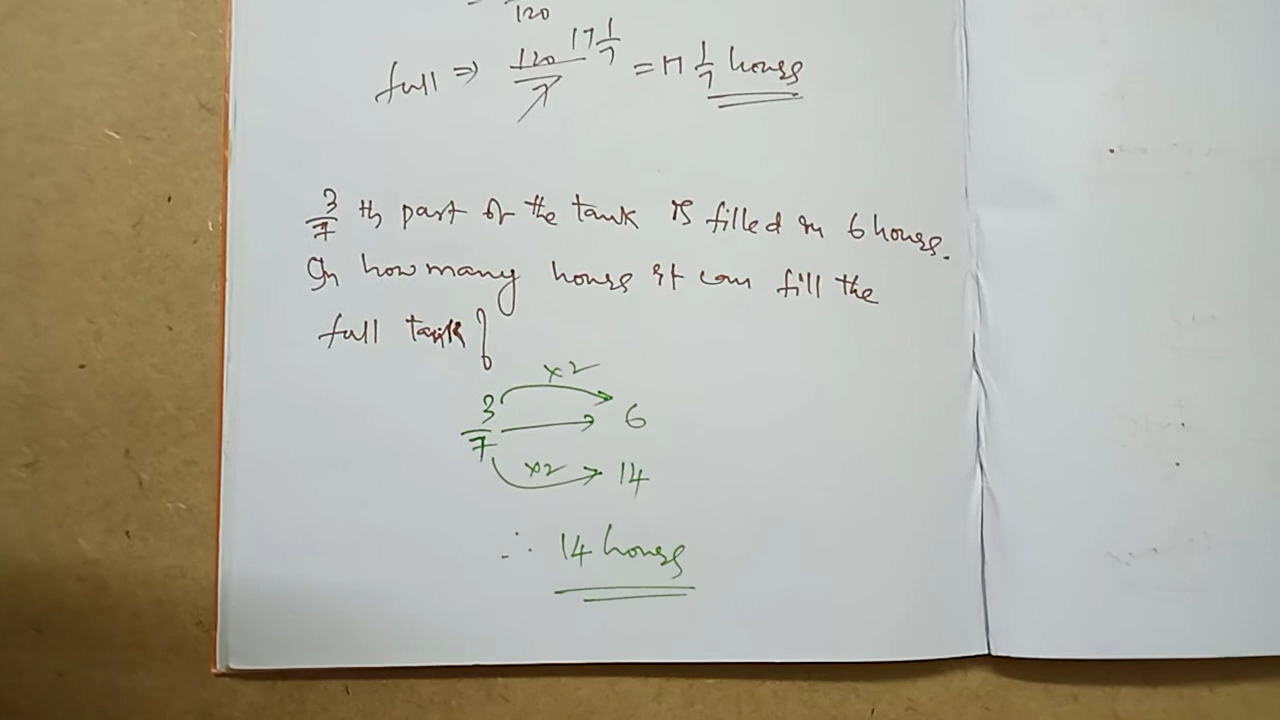 = 120
full ⇒ 120/7 17 1/7 = 17 1/7 hours
3/7 th part of the tank is filled in 6 hours.
In how many hours it can fill the
full tank?
×2
3/7 → 6
×2 → 14
∴ 14 hours